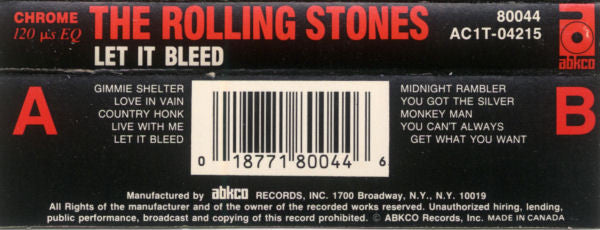 CHROME
120 µs EQ
THE ROLLING STONES
LET IT BLEED
80044
AC1T-04215
abkco
A
GIMMIE SHELTER
LOVE IN VAIN
COUNTRY HONK
LIVE WITH ME
LET IT BLEED
0 18771 80044 6
MIDNIGHT RAMBLER
YOU GOT THE SILVER
MONKEY MAN
YOU CAN'T ALWAYS
GET WHAT YOU WANT
B
Manufactured by abkco RECORDS, INC. 1700 Broadway, N.Y., N.Y. 10019
All Rights of the manufacturer and of the owner of the recorded works reserved. Unauthorized hiring, lending,
public performance, broadcast and copying of this record prohibited. © ABKCO Records, Inc. MADE IN CANADA